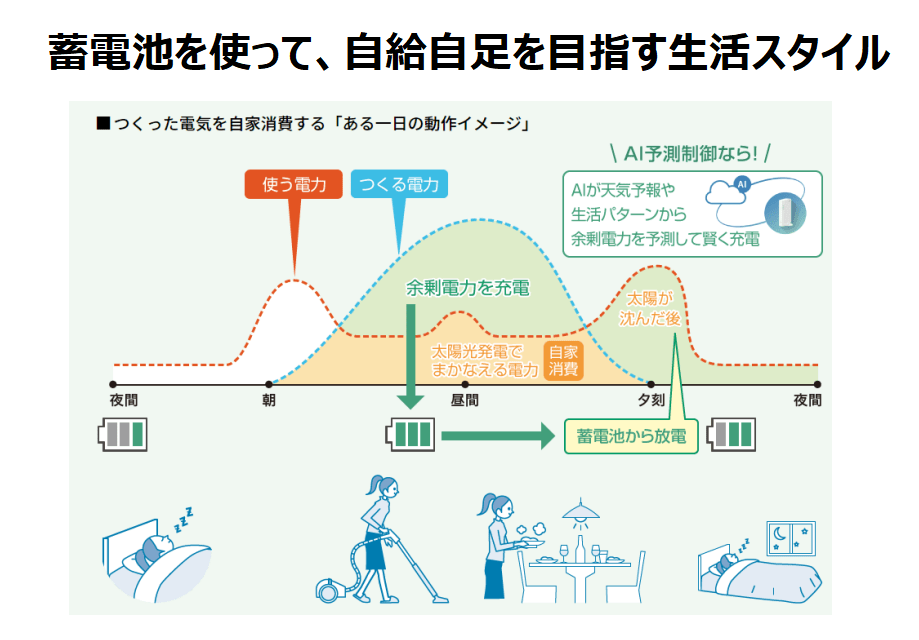 蓄電池を使って、自給自足を目指す生活スタイル
■つくった電気を自家消費する「ある一日の動作イメージ」
\ AI予測制御なら! /
使う電力
つくる電力
AIが天気予報や
生活パターンから
余剰電力を予測して賢く充電
AI
余剰電力を充電
太陽が
沈んだ後
太陽光発電で
まかなえる電力
自家
消費
夜間
朝
昼間
夕刻
夜間
蓄電池から放電
zzz
zzz